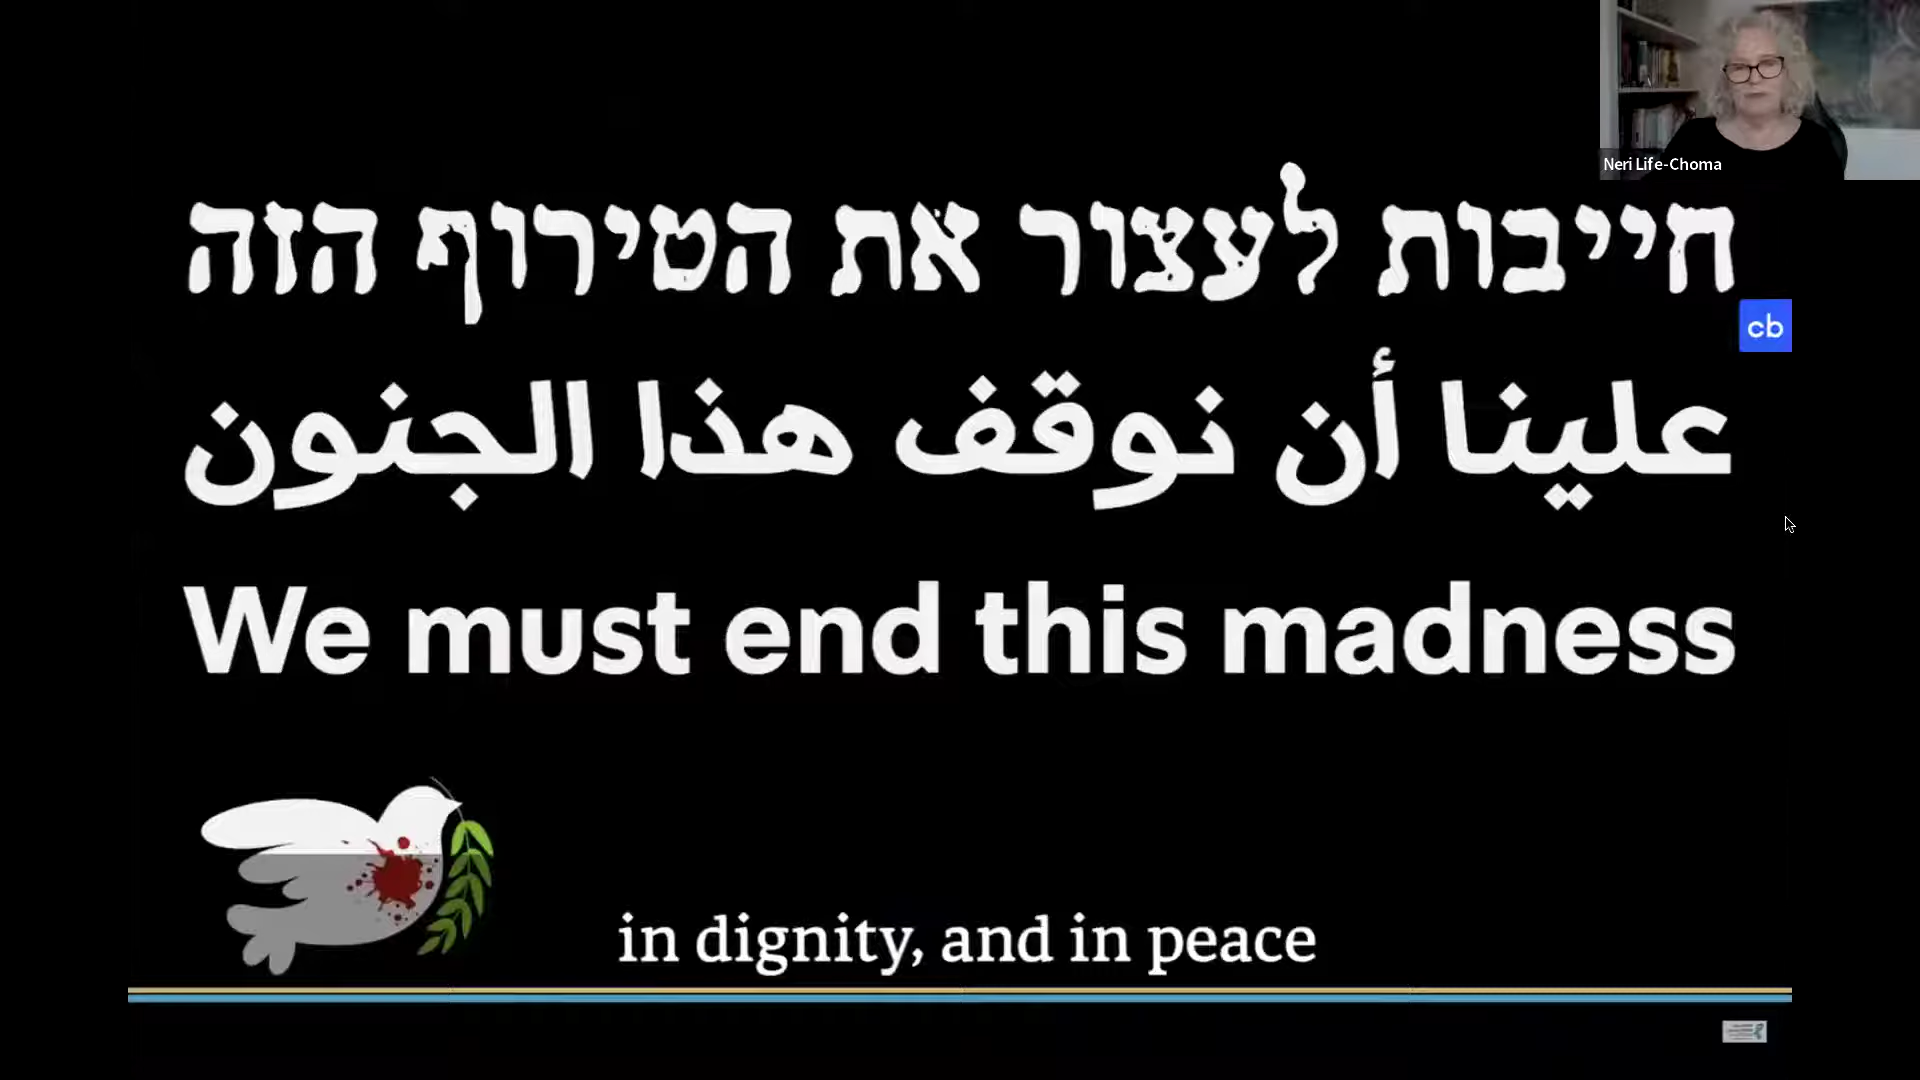 Neri Life-Choma
חייבות לעצור את הטירוף הזה
cb
علينا أن نوقف هذا الجنون
We must end this madness
in dignity, and in peace